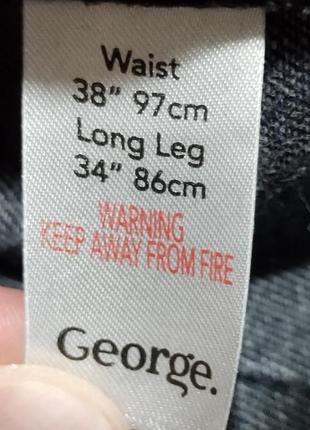 Waist
38" 97cm
Long Leg
34" 86cm
WARNING
KEEP AWAY FROM FIRE
George.